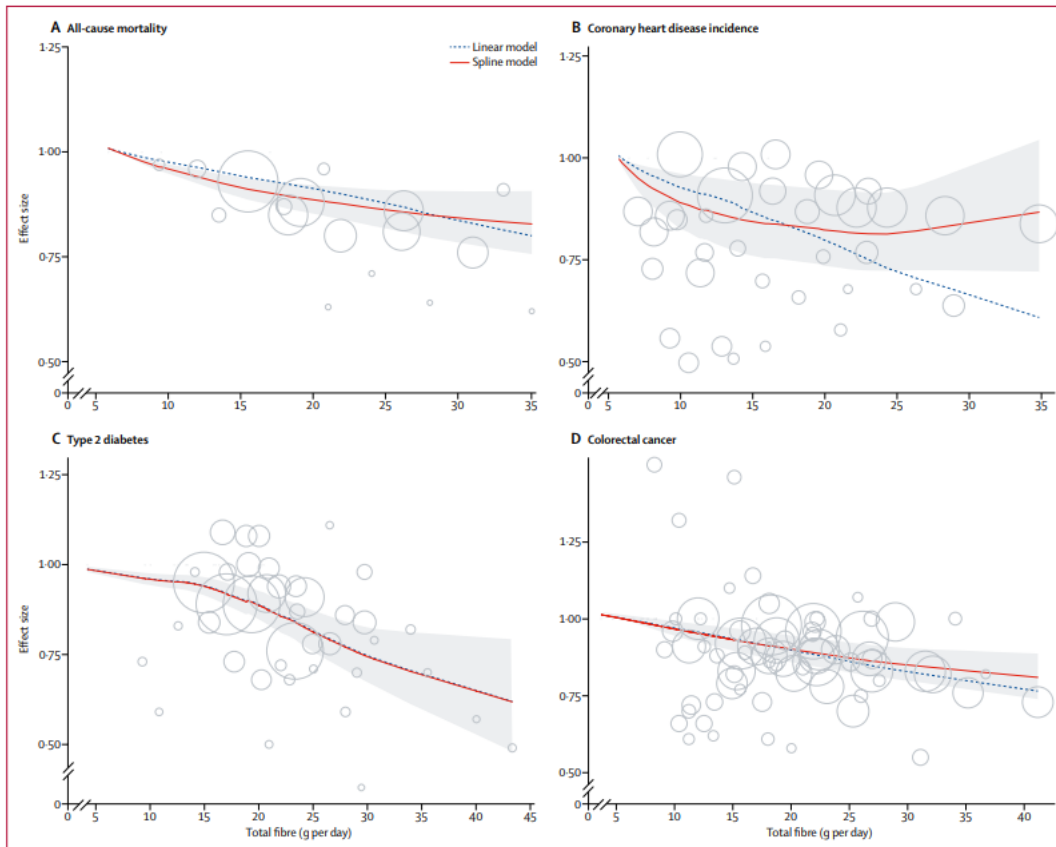 A All-cause mortality
Linear model
Spline model
1·25
1·00
0·75
0·50
0
Effect size
0 5 10 15 20 25 30 35
B Coronary heart disease incidence
1·25
1·00
0·75
0·50
0
0 5 10 15 20 25 30 35
C Type 2 diabetes
1·25
1·00
0·75
0·50
0
Effect size
0 5 10 15 20 25 30 35 40
Total fibre (g per day)
D Colorectal cancer
1·25
1·00
0·75
0·50
0
0 5 10 15 20 25 30 35 40
Total fibre (g per day)